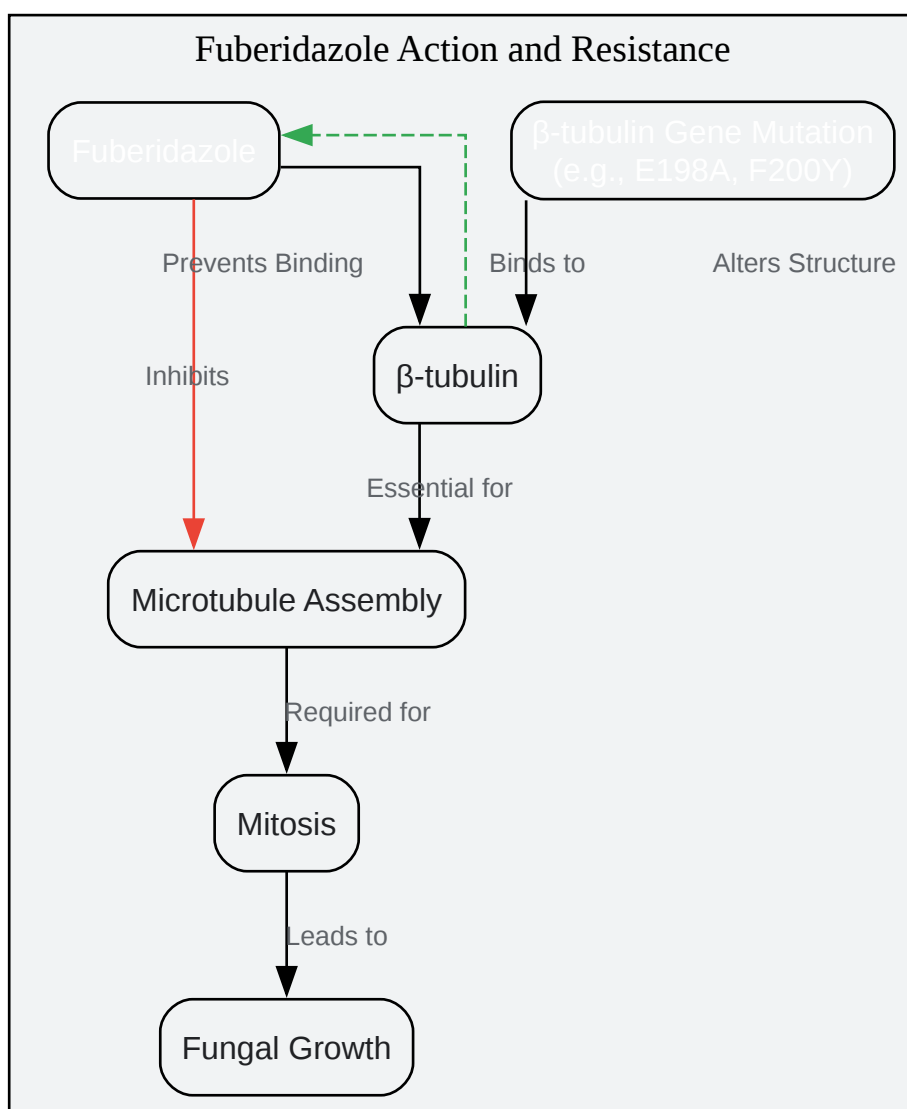 Fuberidazole Action and Resistance
Fuberidazole
β-tubulin Gene Mutation
(e.g., E198A, F200Y)
Prevents Binding
Binds to
Alters Structure
Inhibits
β-tubulin
Essential for
Microtubule Assembly
Required for
Mitosis
Leads to
Fungal Growth